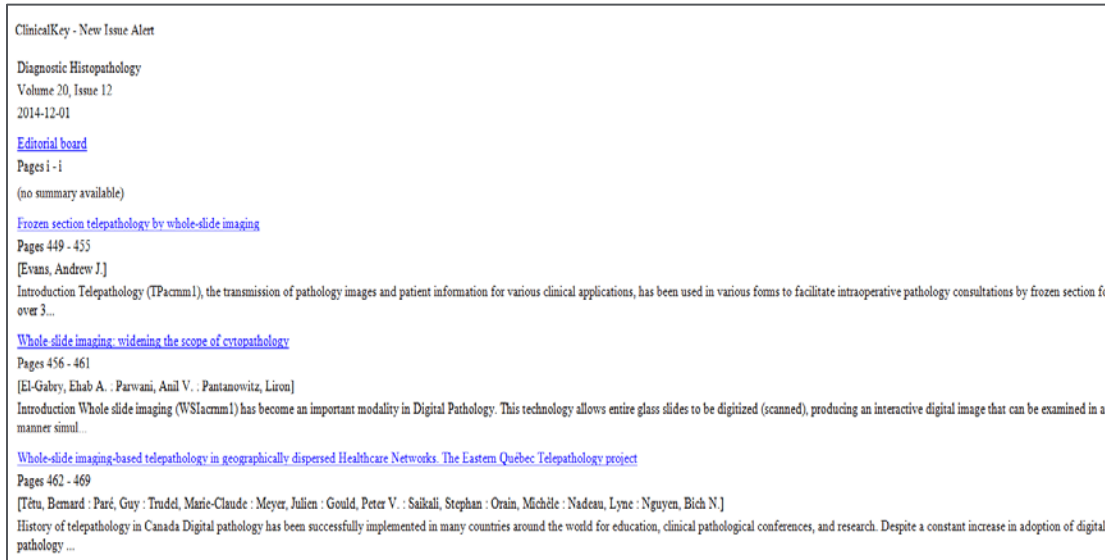 ClinicalKey - New Issue Alert
Diagnostic Histopathology
Volume 20, Issue 12
2014-12-01
Editorial board
Pages i - i
(no summary available)
Frozen section telepathology by whole-slide imaging
Pages 449 - 455
[Evans, Andrew J.]
Introduction Telepathology (TPacrnm1), the transmission of pathology images and patient information for various clinical applications, has been used in various forms to facilitate intraoperative pathology consultations by frozen section fo
over 3...
Whole-slide imaging: widening the scope of cytopathology
Pages 456 - 461
[El-Gabry, Ehab A. : Parwani, Anil V. : Pantanowitz, Liron]
Introduction Whole slide imaging (WSIacrnm1) has become an important modality in Digital Pathology. This technology allows entire glass slides to be digitized (scanned), producing an interactive digital image that can be examined in a
manner simul...
Whole-slide imaging-based telepathology in geographically dispersed Healthcare Networks. The Eastern Québec Telepathology project
Pages 462 - 469
[Têtu, Bernard : Paré, Guy : Trudel, Marie-Claude : Meyer, Julien : Gould, Peter V. : Saikali, Stephan : Orain, Michèle : Nadeau, Lyne : Nguyen, Bich N.]
History of telepathology in Canada Digital pathology has been successfully implemented in many countries around the world for education, clinical pathological conferences, and research. Despite a constant increase in adoption of digital
pathology ...